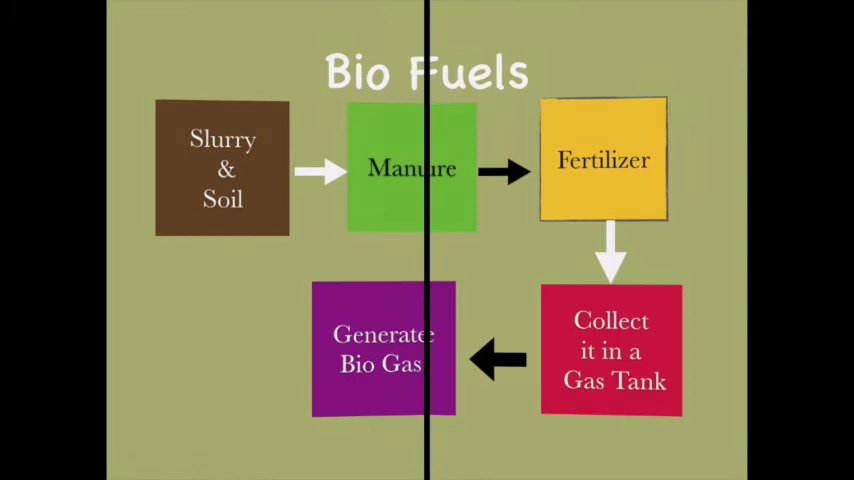 Bio Fuels
Slurry
&
Soil
Manure
Fertilizer
Collect
it in a
Gas Tank
Generate
Bio Gas